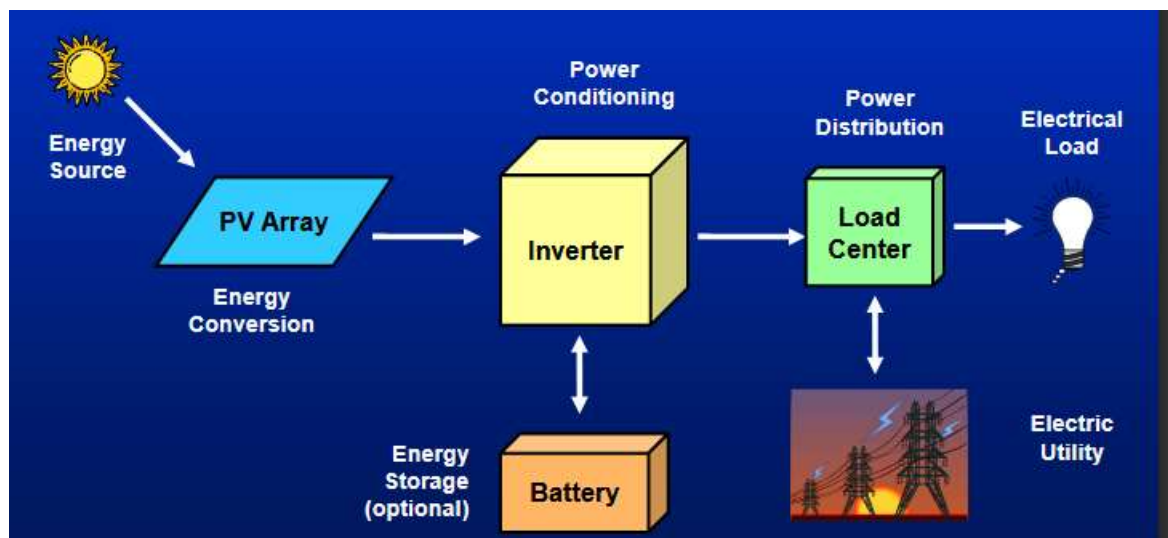 Energy
Source
PV Array
Energy
Conversion
Power
Conditioning
Inverter
Energy
Storage
(optional)
Battery
Power
Distribution
Load
Center
Electrical
Load
Electric
Utility